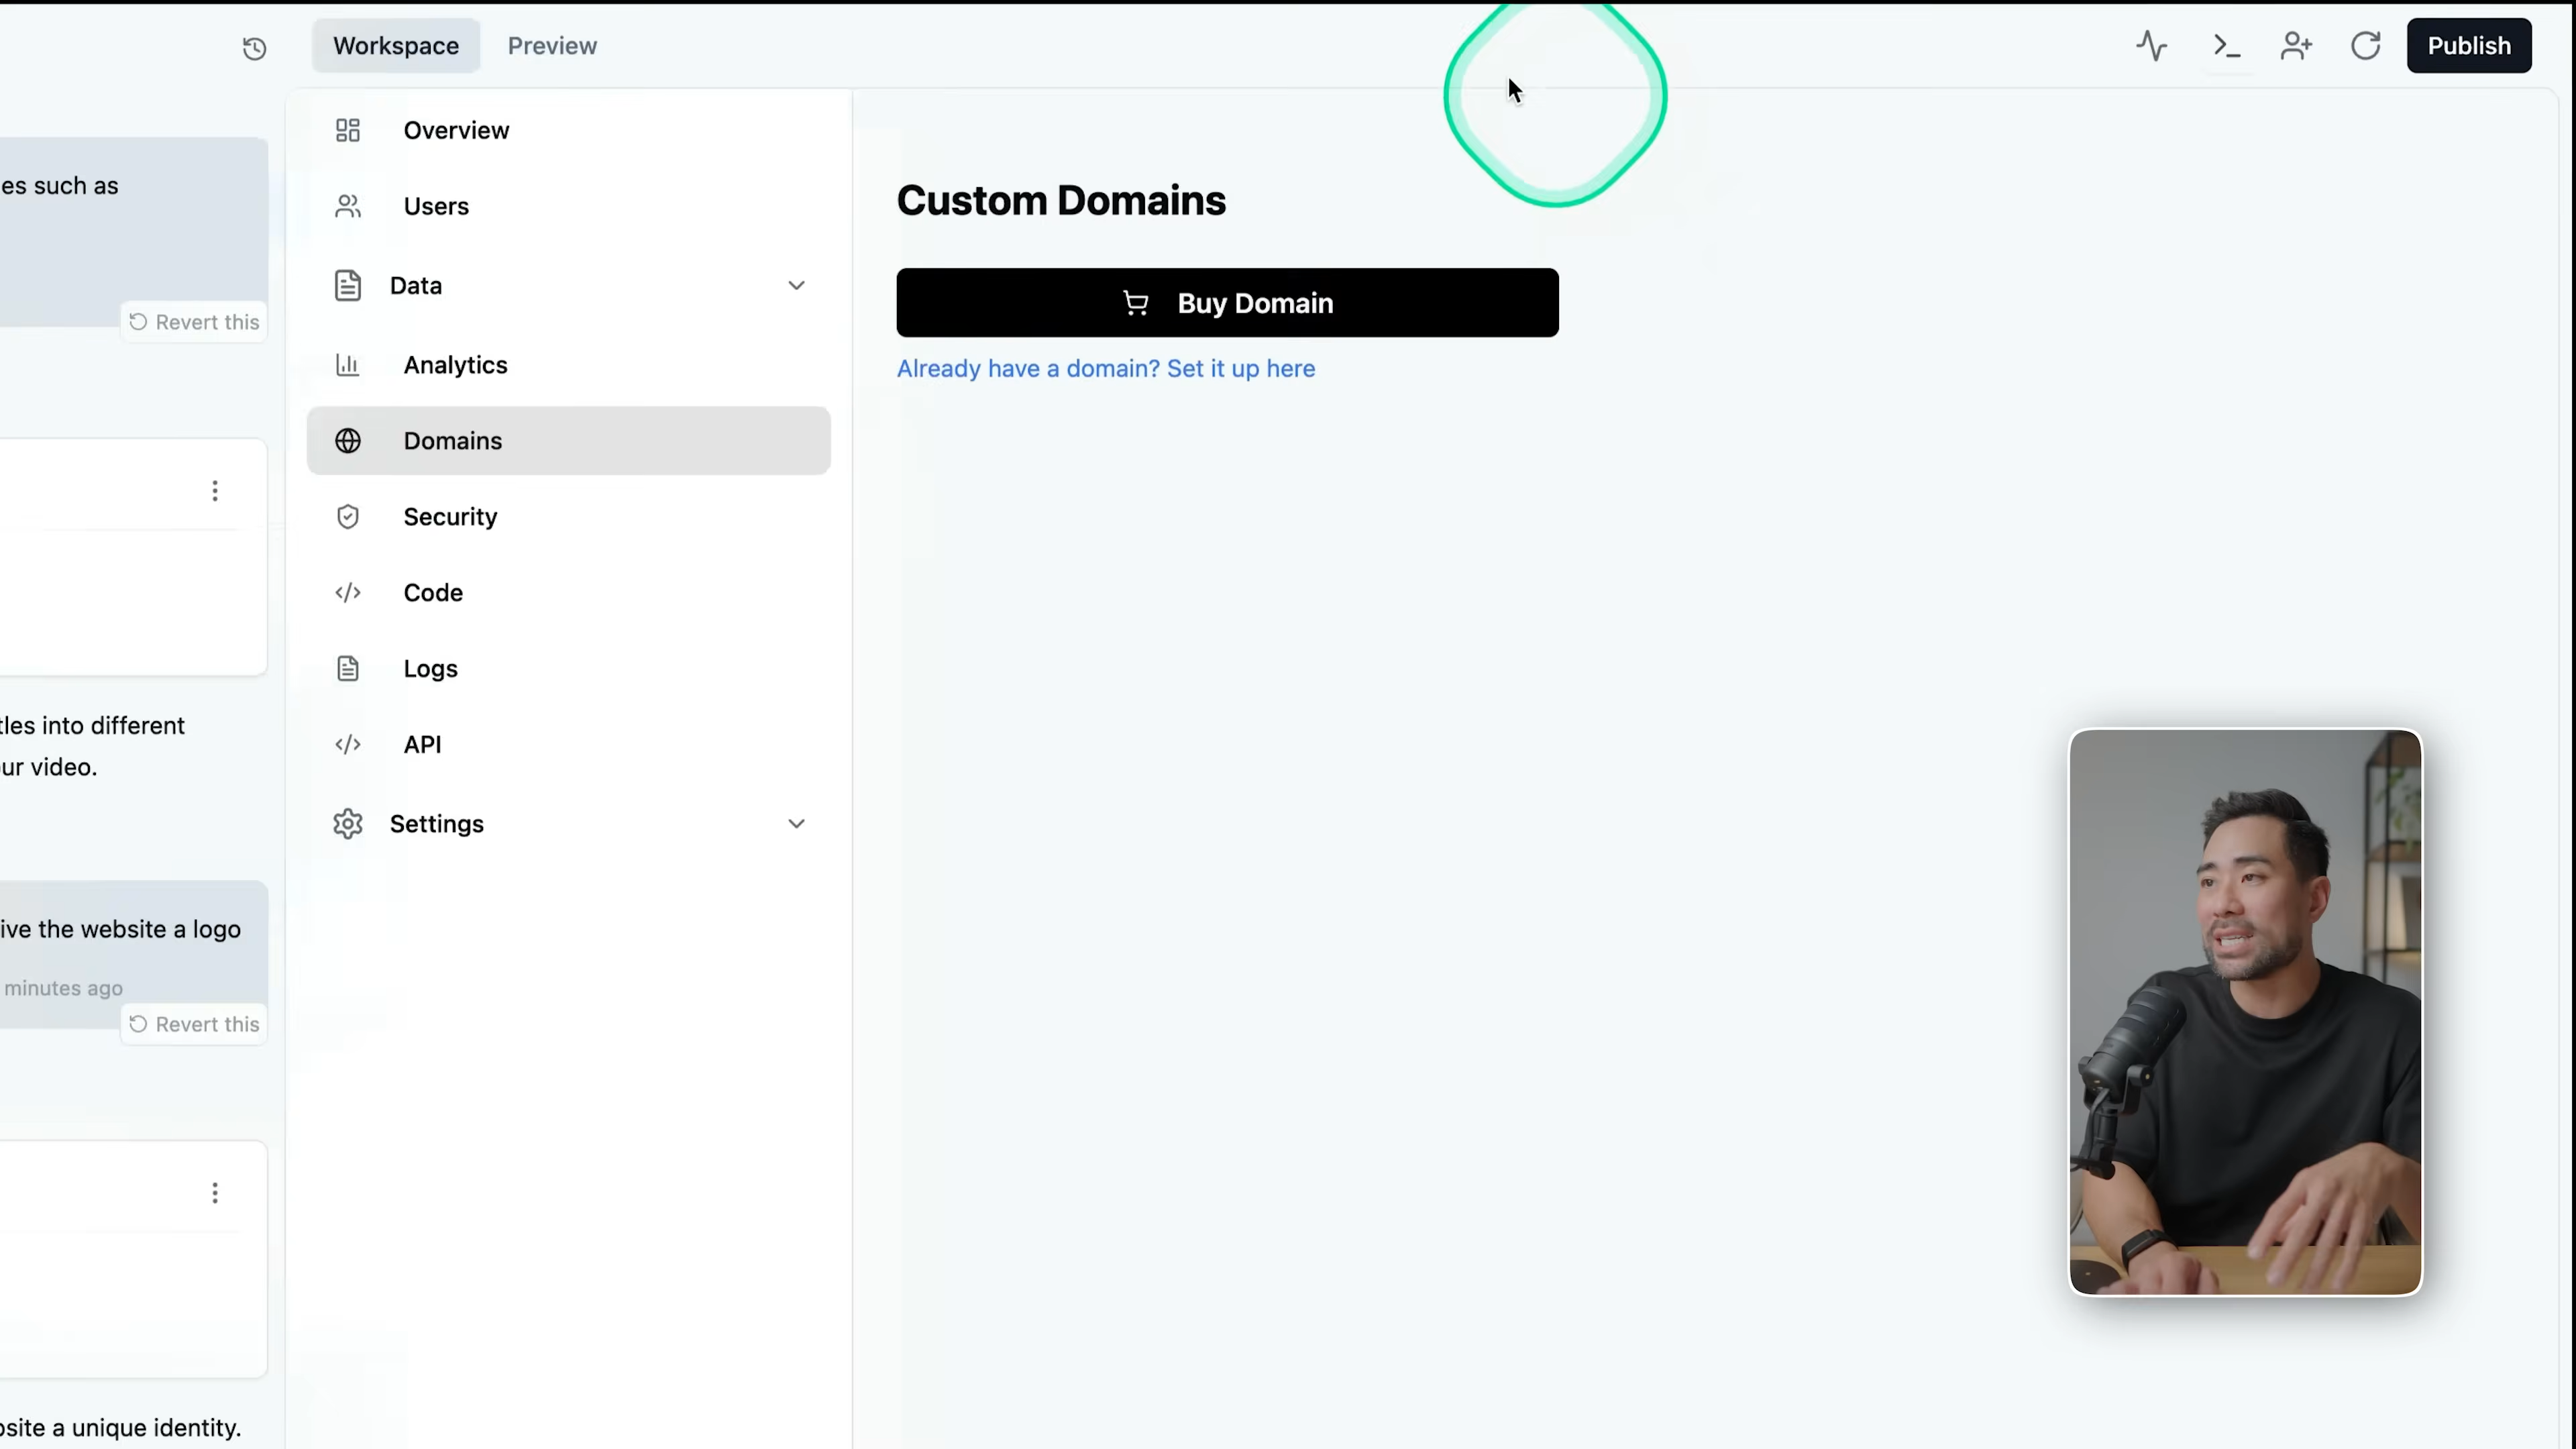 Workspace
Preview
Publish
es such as
Revert this
tles into different
ur video.
ive the website a logo
minutes ago
Revert this
site a unique identity.
Overview
Users
Data
Analytics
Domains
Security
Code
Logs
API
Settings
Custom Domains
Buy Domain
Already have a domain? Set it up here